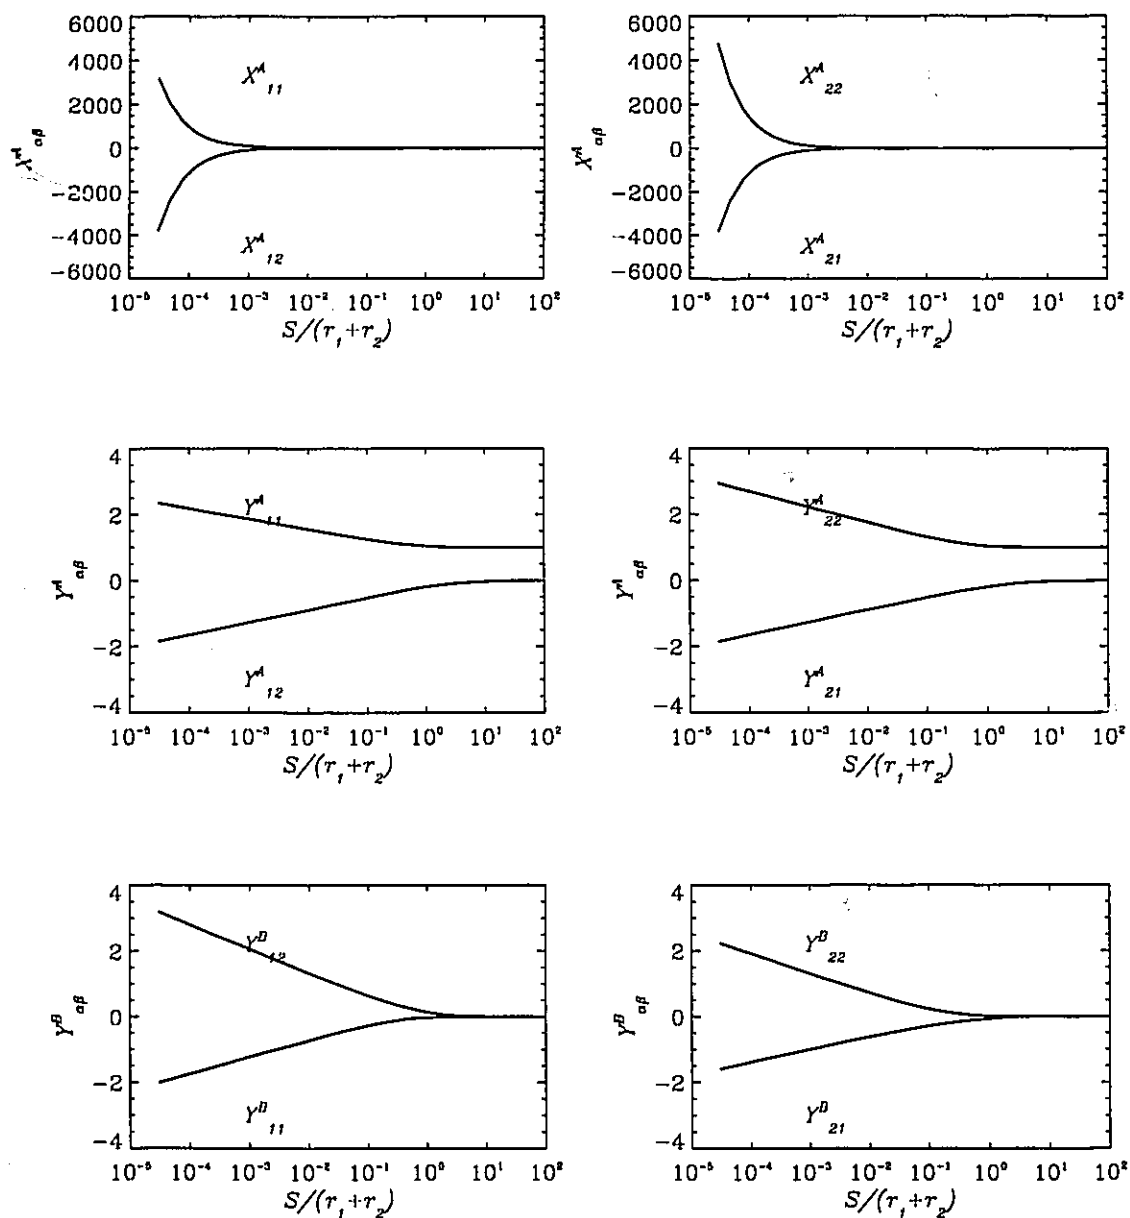 6000
4000
2000
0
-2000
-4000
-6000
X^A_αβ
X^A_11
X^A_12
10^-5 10^-4 10^-3 10^-2 10^-1 10^0 10^1 10^2
S/(r_1+r_2)
6000
4000
2000
0
-2000
-4000
-6000
X^A_αβ
X^A_22
X^A_21
10^-5 10^-4 10^-3 10^-2 10^-1 10^0 10^1 10^2
S/(r_1+r_2)
4
2
0
-2
-4
Y^A_αβ
Y^A_11
Y^A_12
10^-5 10^-4 10^-3 10^-2 10^-1 10^0 10^1 10^2
S/(r_1+r_2)
4
2
0
-2
-4
Y^A_αβ
Y^A_22
Y^A_21
10^-5 10^-4 10^-3 10^-2 10^-1 10^0 10^1 10^2
S/(r_1+r_2)
4
2
0
-2
-4
Y^B_αβ
Y^B_12
Y^B_11
10^-5 10^-4 10^-3 10^-2 10^-1 10^0 10^1 10^2
S/(r_1+r_2)
4
2
0
-2
-4
Y^B_αβ
Y^B_22
Y^B_21
10^-5 10^-4 10^-3 10^-2 10^-1 10^0 10^1 10^2
S/(r_1+r_2)